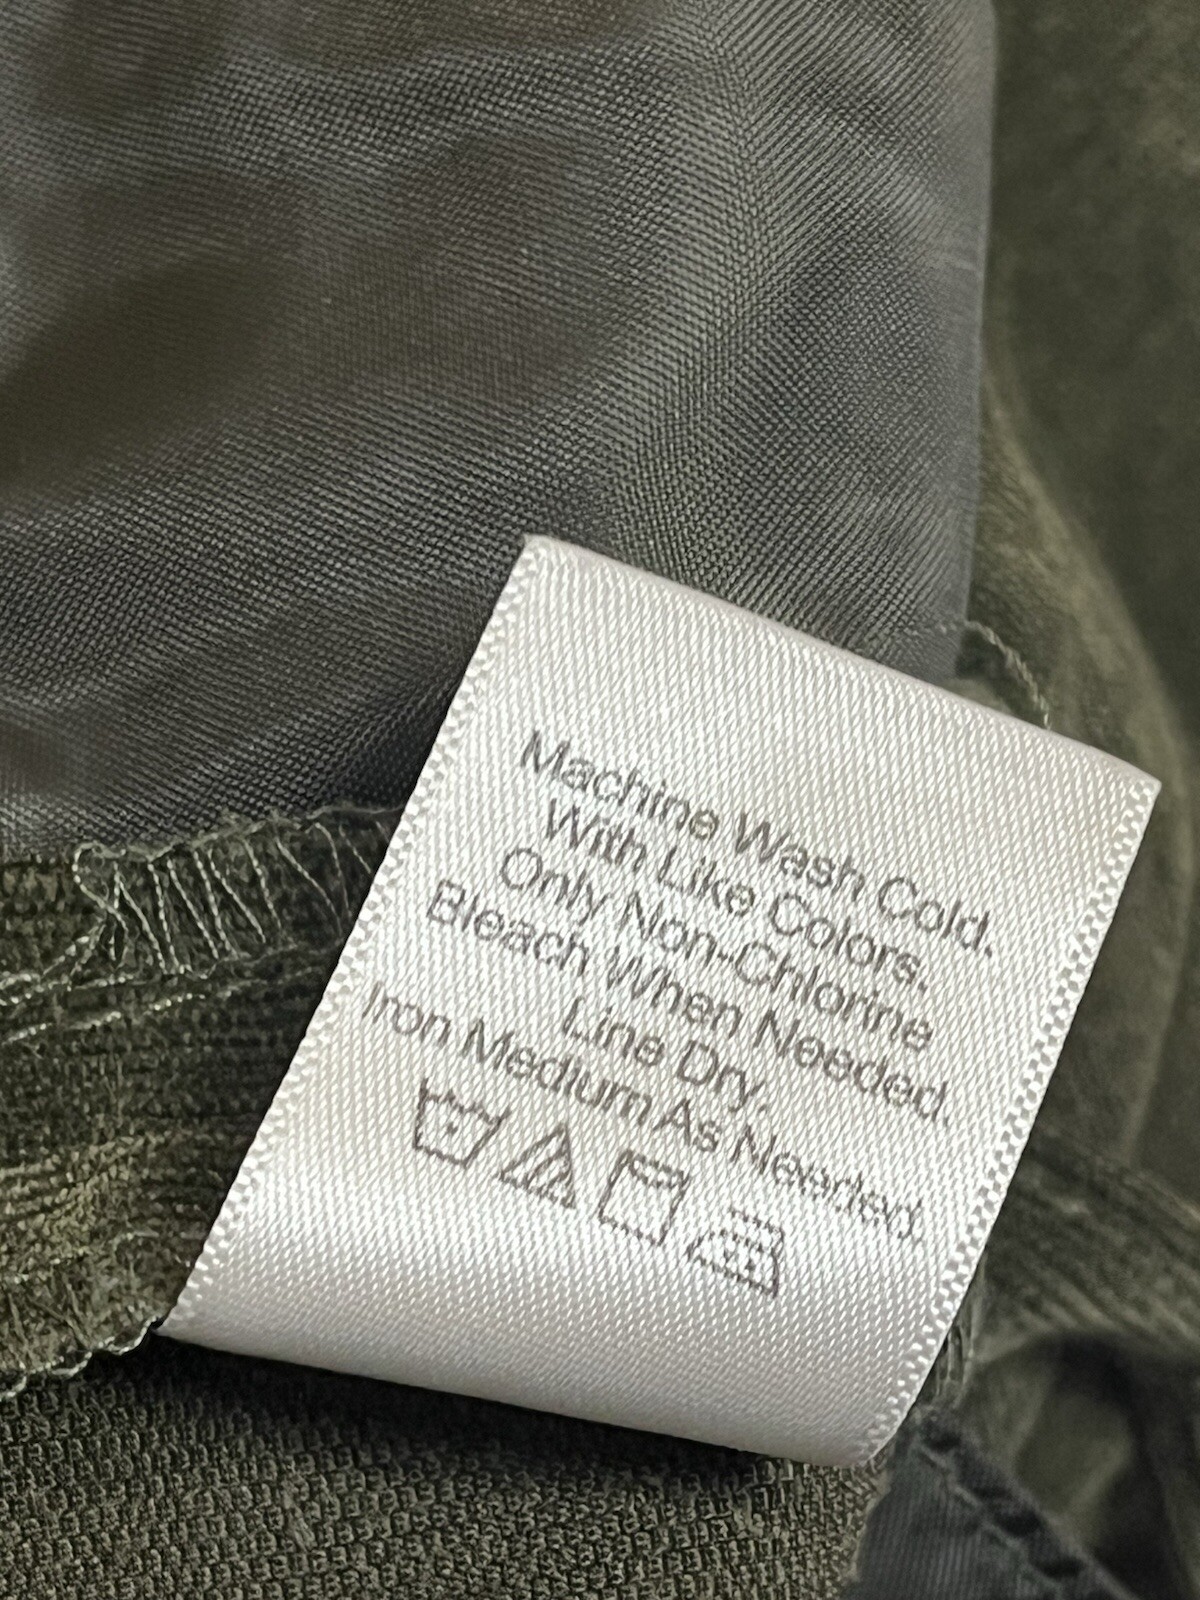 Machine Wash Cold.
With Like Colors.
Only Non-Chlorine
Bleach When Needed.
Line Dry.
Iron Medium As Needed.